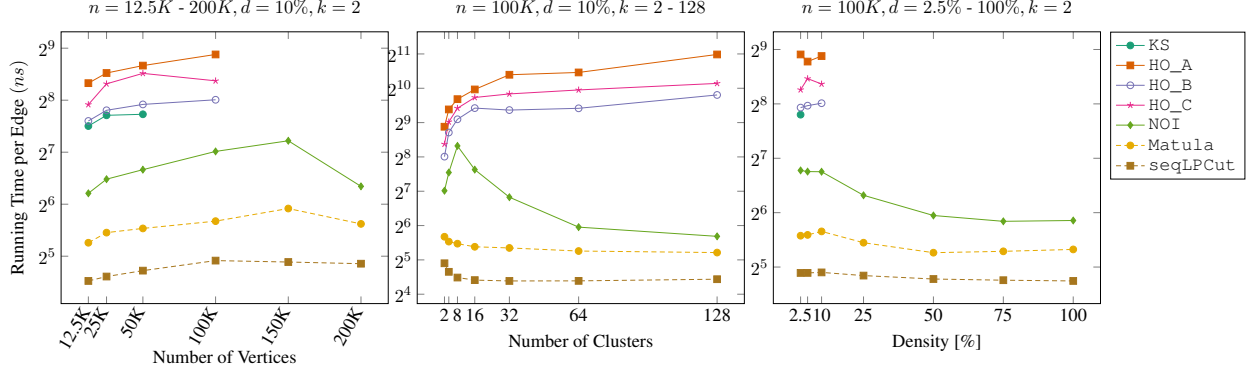 n = 12.5K - 200K, d = 10%, k = 2
n = 100K, d = 10%, k = 2 - 128
n = 100K, d = 2.5% - 100%, k = 2
Running Time per Edge (ns)
2^9
2^8
2^7
2^6
2^5
12.5K
25K
50K
100K
150K
200K
Number of Vertices
2^11
2^10
2^9
2^8
2^7
2^6
2^5
2^4
2 8 16 32 64 128
Number of Clusters
2^9
2^8
2^7
2^6
2^5
2.5 10 25 50 75 100
Density [%]
KS
HO_A
HO_B
HO_C
NOI
Matula
seqLPCut